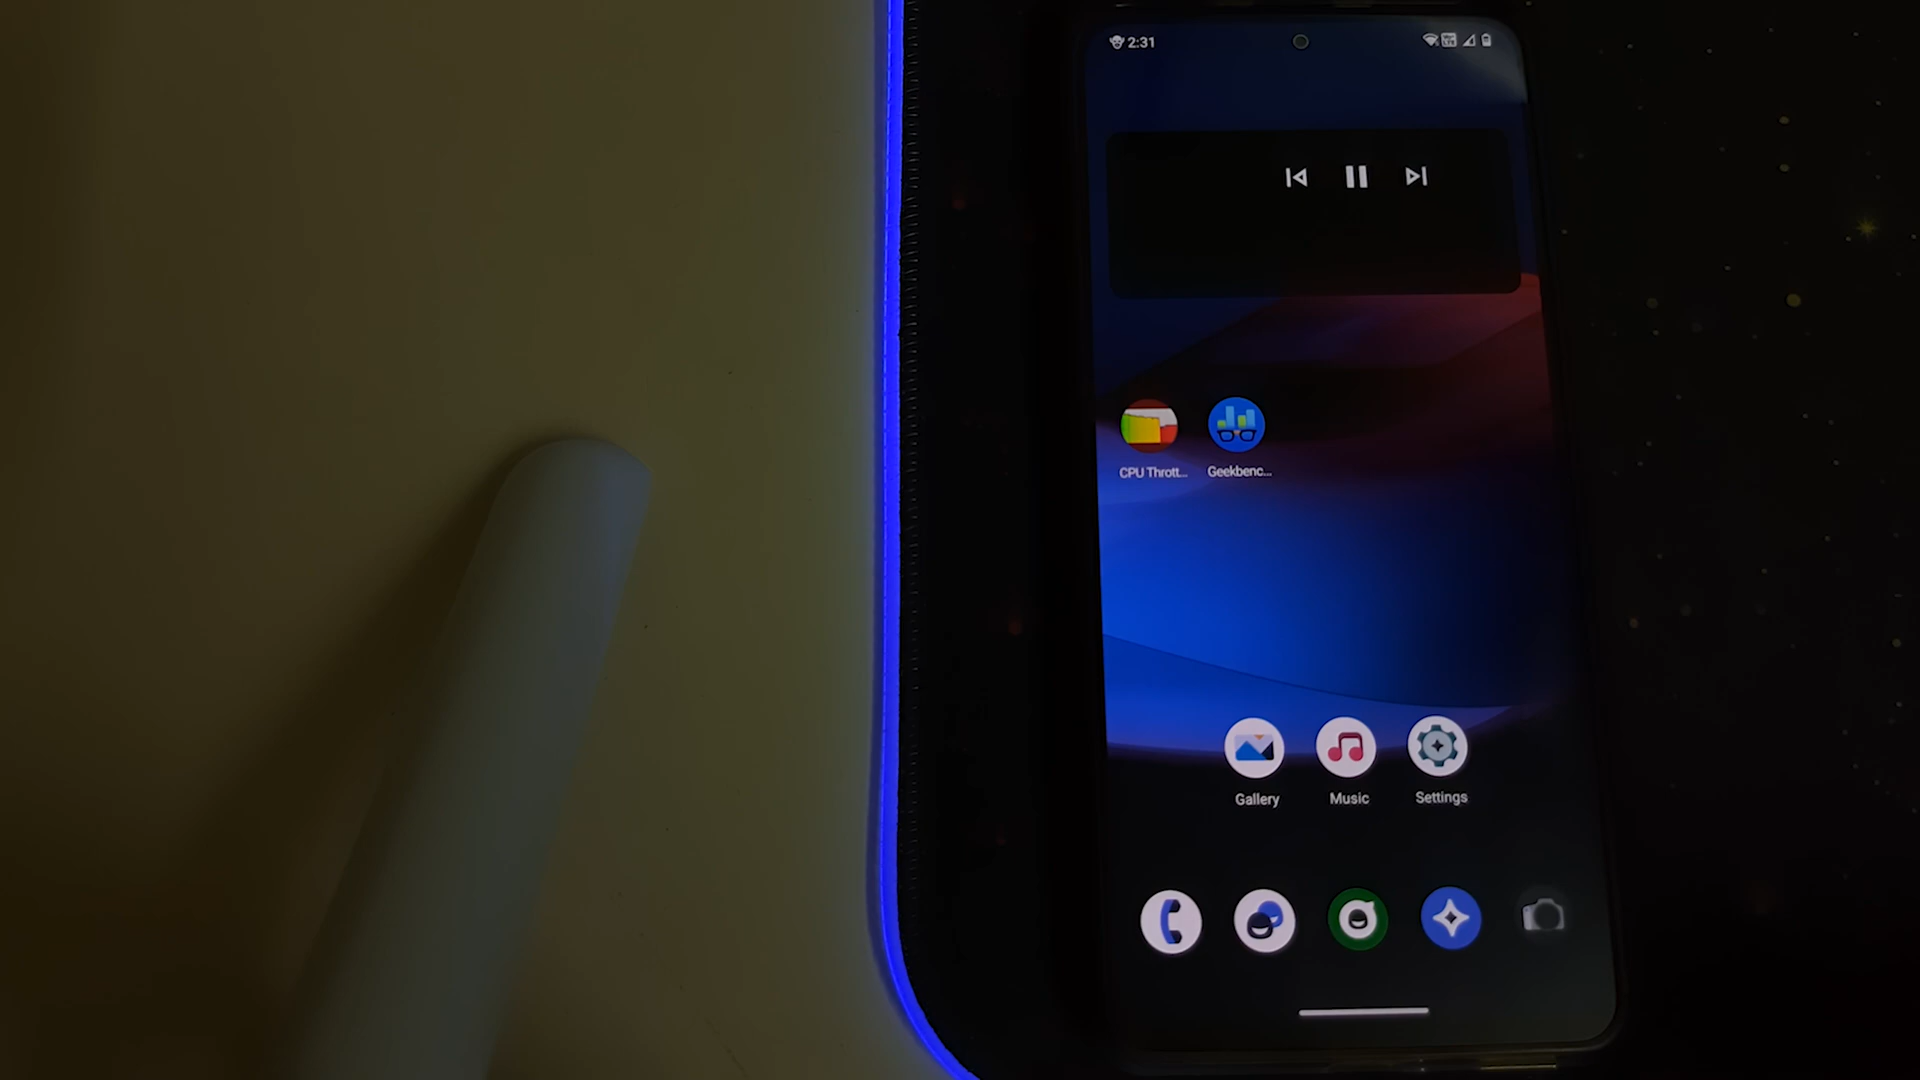 2:31
CPU Thrott...
Geekbenc...
Gallery
Music
Settings